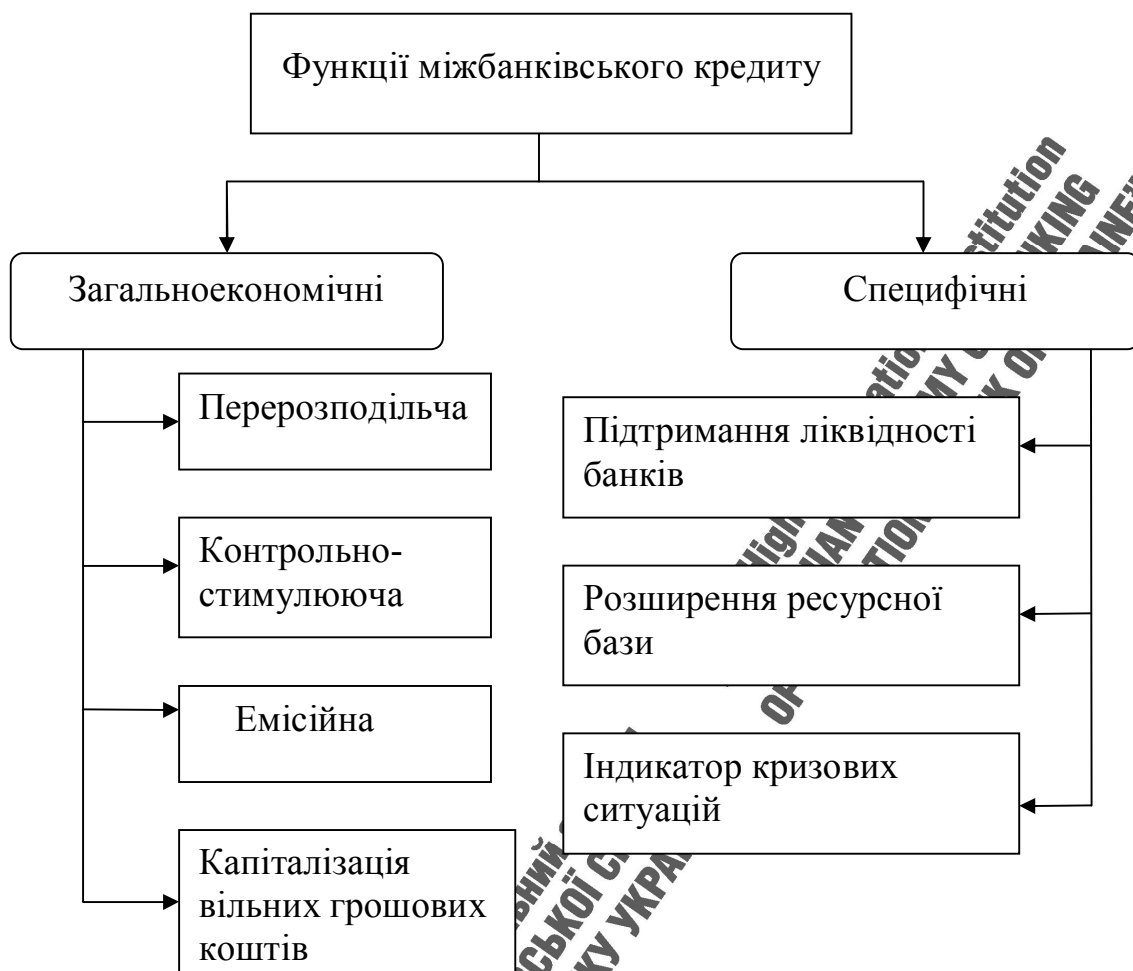 Функції міжбанківського кредиту
Загальноекономічні
Специфічні
Перерозподільча
Контрольно-
стимулююча
Емісійна
Капіталізація
вільних грошових
коштів
Підтримання ліквідності
банків
Розширення ресурсної
бази
Індикатор кризових
ситуацій